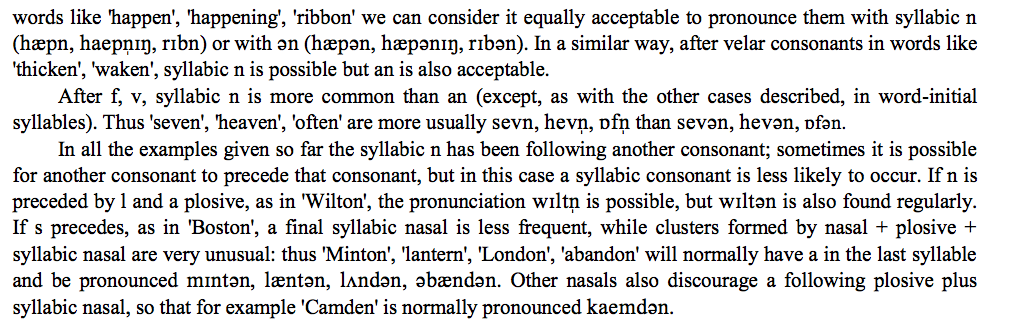 words like 'happen', 'happening', 'ribbon' we can consider it equally acceptable to pronounce them with syllabic n
(hæpn, haepn̩ɪŋ, rɪbn) or with ən (hæpən, hæpənɪŋ, rɪbən). In a similar way, after velar consonants in words like
'thicken', 'waken', syllabic n is possible but an is also acceptable.
After f, v, syllabic n is more common than an (except, as with the other cases described, in word-initial
syllables). Thus 'seven', 'heaven', 'often' are more usually sevn, hevn̩, ɒfn̩ than sevən, hevən, ɒfən.
In all the examples given so far the syllabic n has been following another consonant; sometimes it is possible
for another consonant to precede that consonant, but in this case a syllabic consonant is less likely to occur. If n is
preceded by l and a plosive, as in 'Wilton', the pronunciation wɪltn̩ is possible, but wɪltən is also found regularly.
If s precedes, as in 'Boston', a final syllabic nasal is less frequent, while clusters formed by nasal + plosive +
syllabic nasal are very unusual: thus 'Minton', 'lantern', 'London', 'abandon' will normally have a in the last syllable
and be pronounced mɪntən, læntən, lʌndən, əbændən. Other nasals also discourage a following plosive plus
syllabic nasal, so that for example 'Camden' is normally pronounced kaemdən.